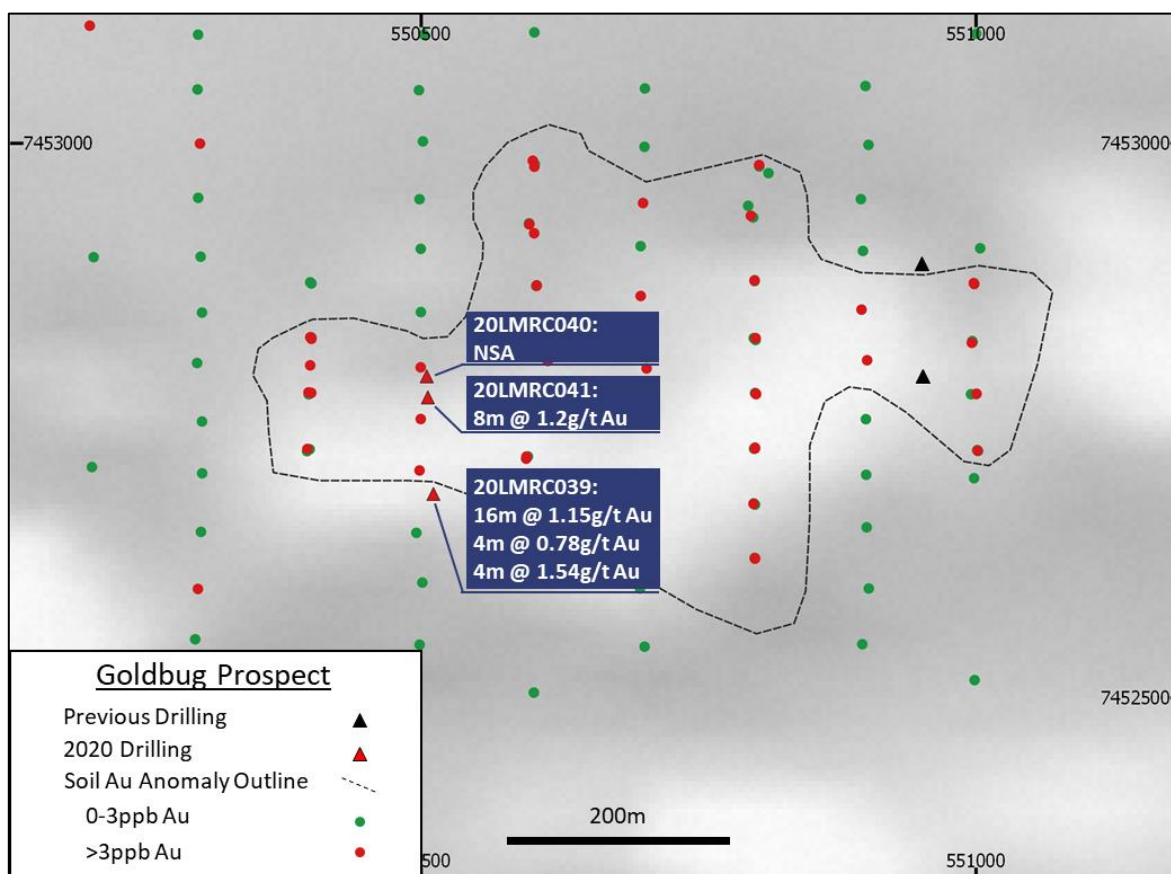 550500
551000
7453000
7453000
20LMRC040:
NSA
20LMRC041:
8m @ 1.2g/t Au
20LMRC039:
16m @ 1.15g/t Au
4m @ 0.78g/t Au
4m @ 1.54g/t Au
7452500
Goldbug Prospect
Previous Drilling
2020 Drilling
Soil Au Anomaly Outline
0-3ppb Au
>3ppb Au
200m
500
551000